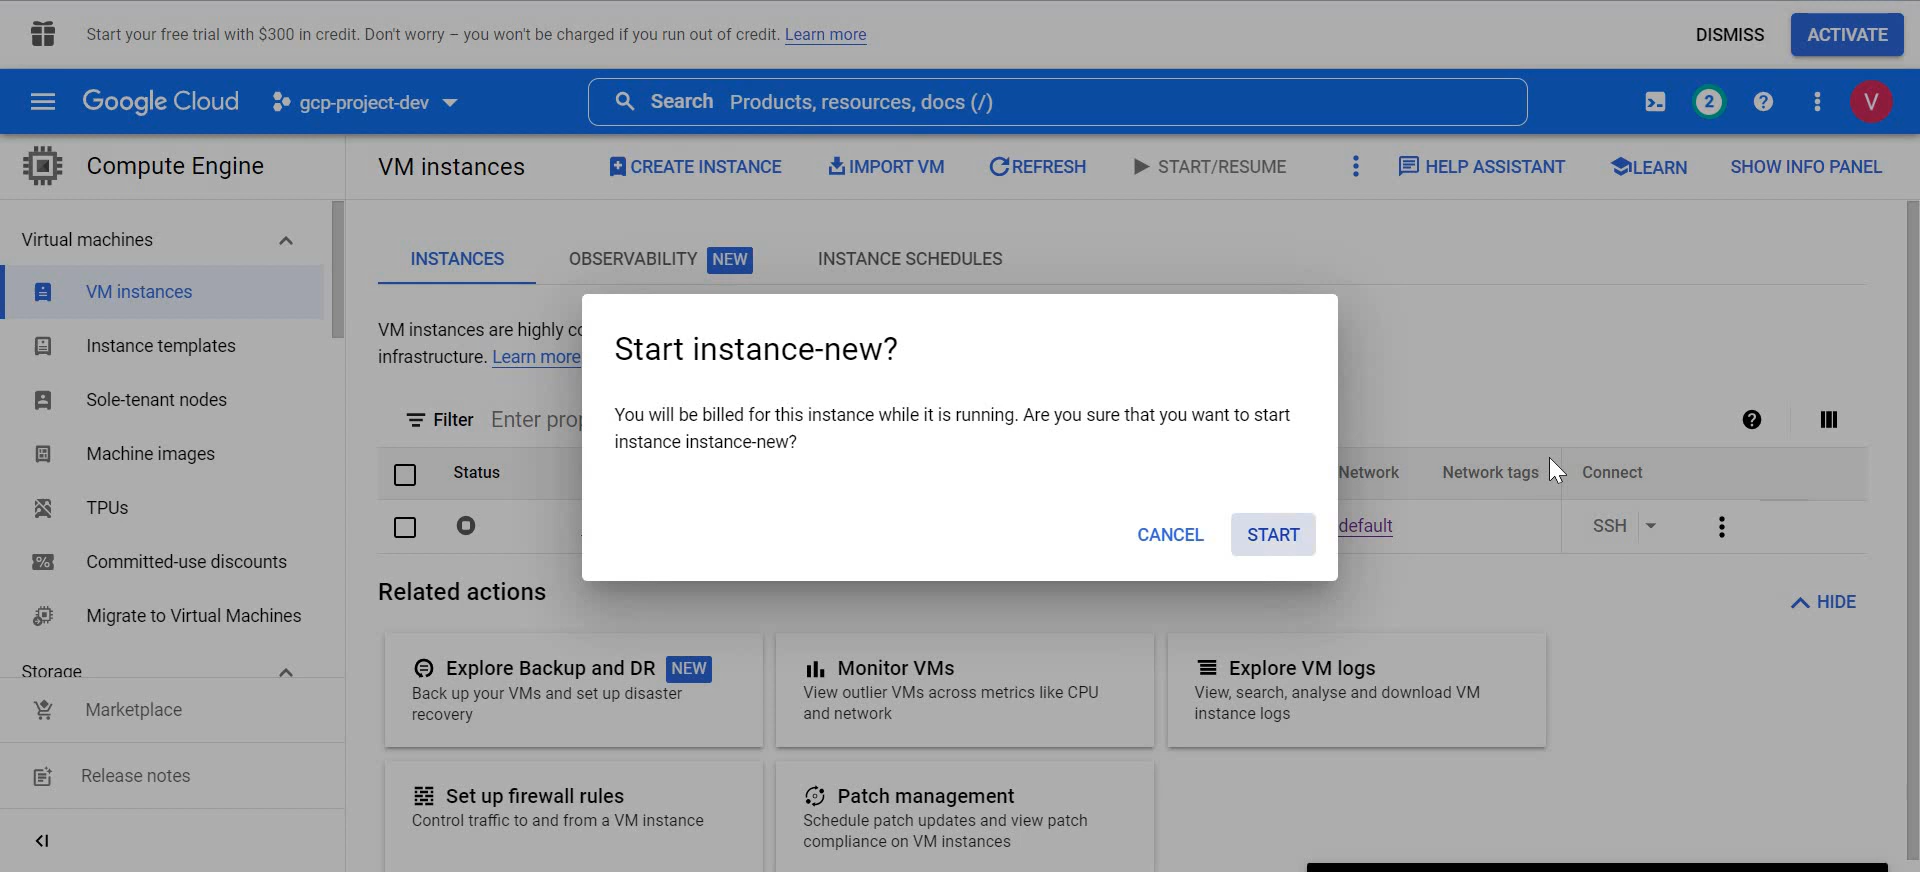 Start your free trial with $300 in credit. Don't worry – you won't be charged if you run out of credit. Learn more
DISMISS
ACTIVATE
Google Cloud
gcp-project-dev
Search Products, resources, docs (/)
2
V
Compute Engine
VM instances
CREATE INSTANCE
IMPORT VM
REFRESH
START/RESUME
HELP ASSISTANT
LEARN
SHOW INFO PANEL
Virtual machines
VM instances
Instance templates
Sole-tenant nodes
Machine images
TPUs
Committed-use discounts
Migrate to Virtual Machines
Storage
Marketplace
Release notes
INSTANCES
OBSERVABILITY NEW
INSTANCE SCHEDULES
VM instances are highly
infrastructure. Learn more
Filter Enter
Status
Network
Network tags
Connect
default
SSH
Start instance-new?
You will be billed for this instance while it is running. Are you sure that you want to start
instance instance-new?
CANCEL
START
Related actions
HIDE
Explore Backup and DR NEW
Back up your VMs and set up disaster
recovery
Monitor VMs
View outlier VMs across metrics like CPU
and network
Explore VM logs
View, search, analyse and download VM
instance logs
Set up firewall rules
Control traffic to and from a VM instance
Patch management
Schedule patch updates and view patch
compliance on VM instances